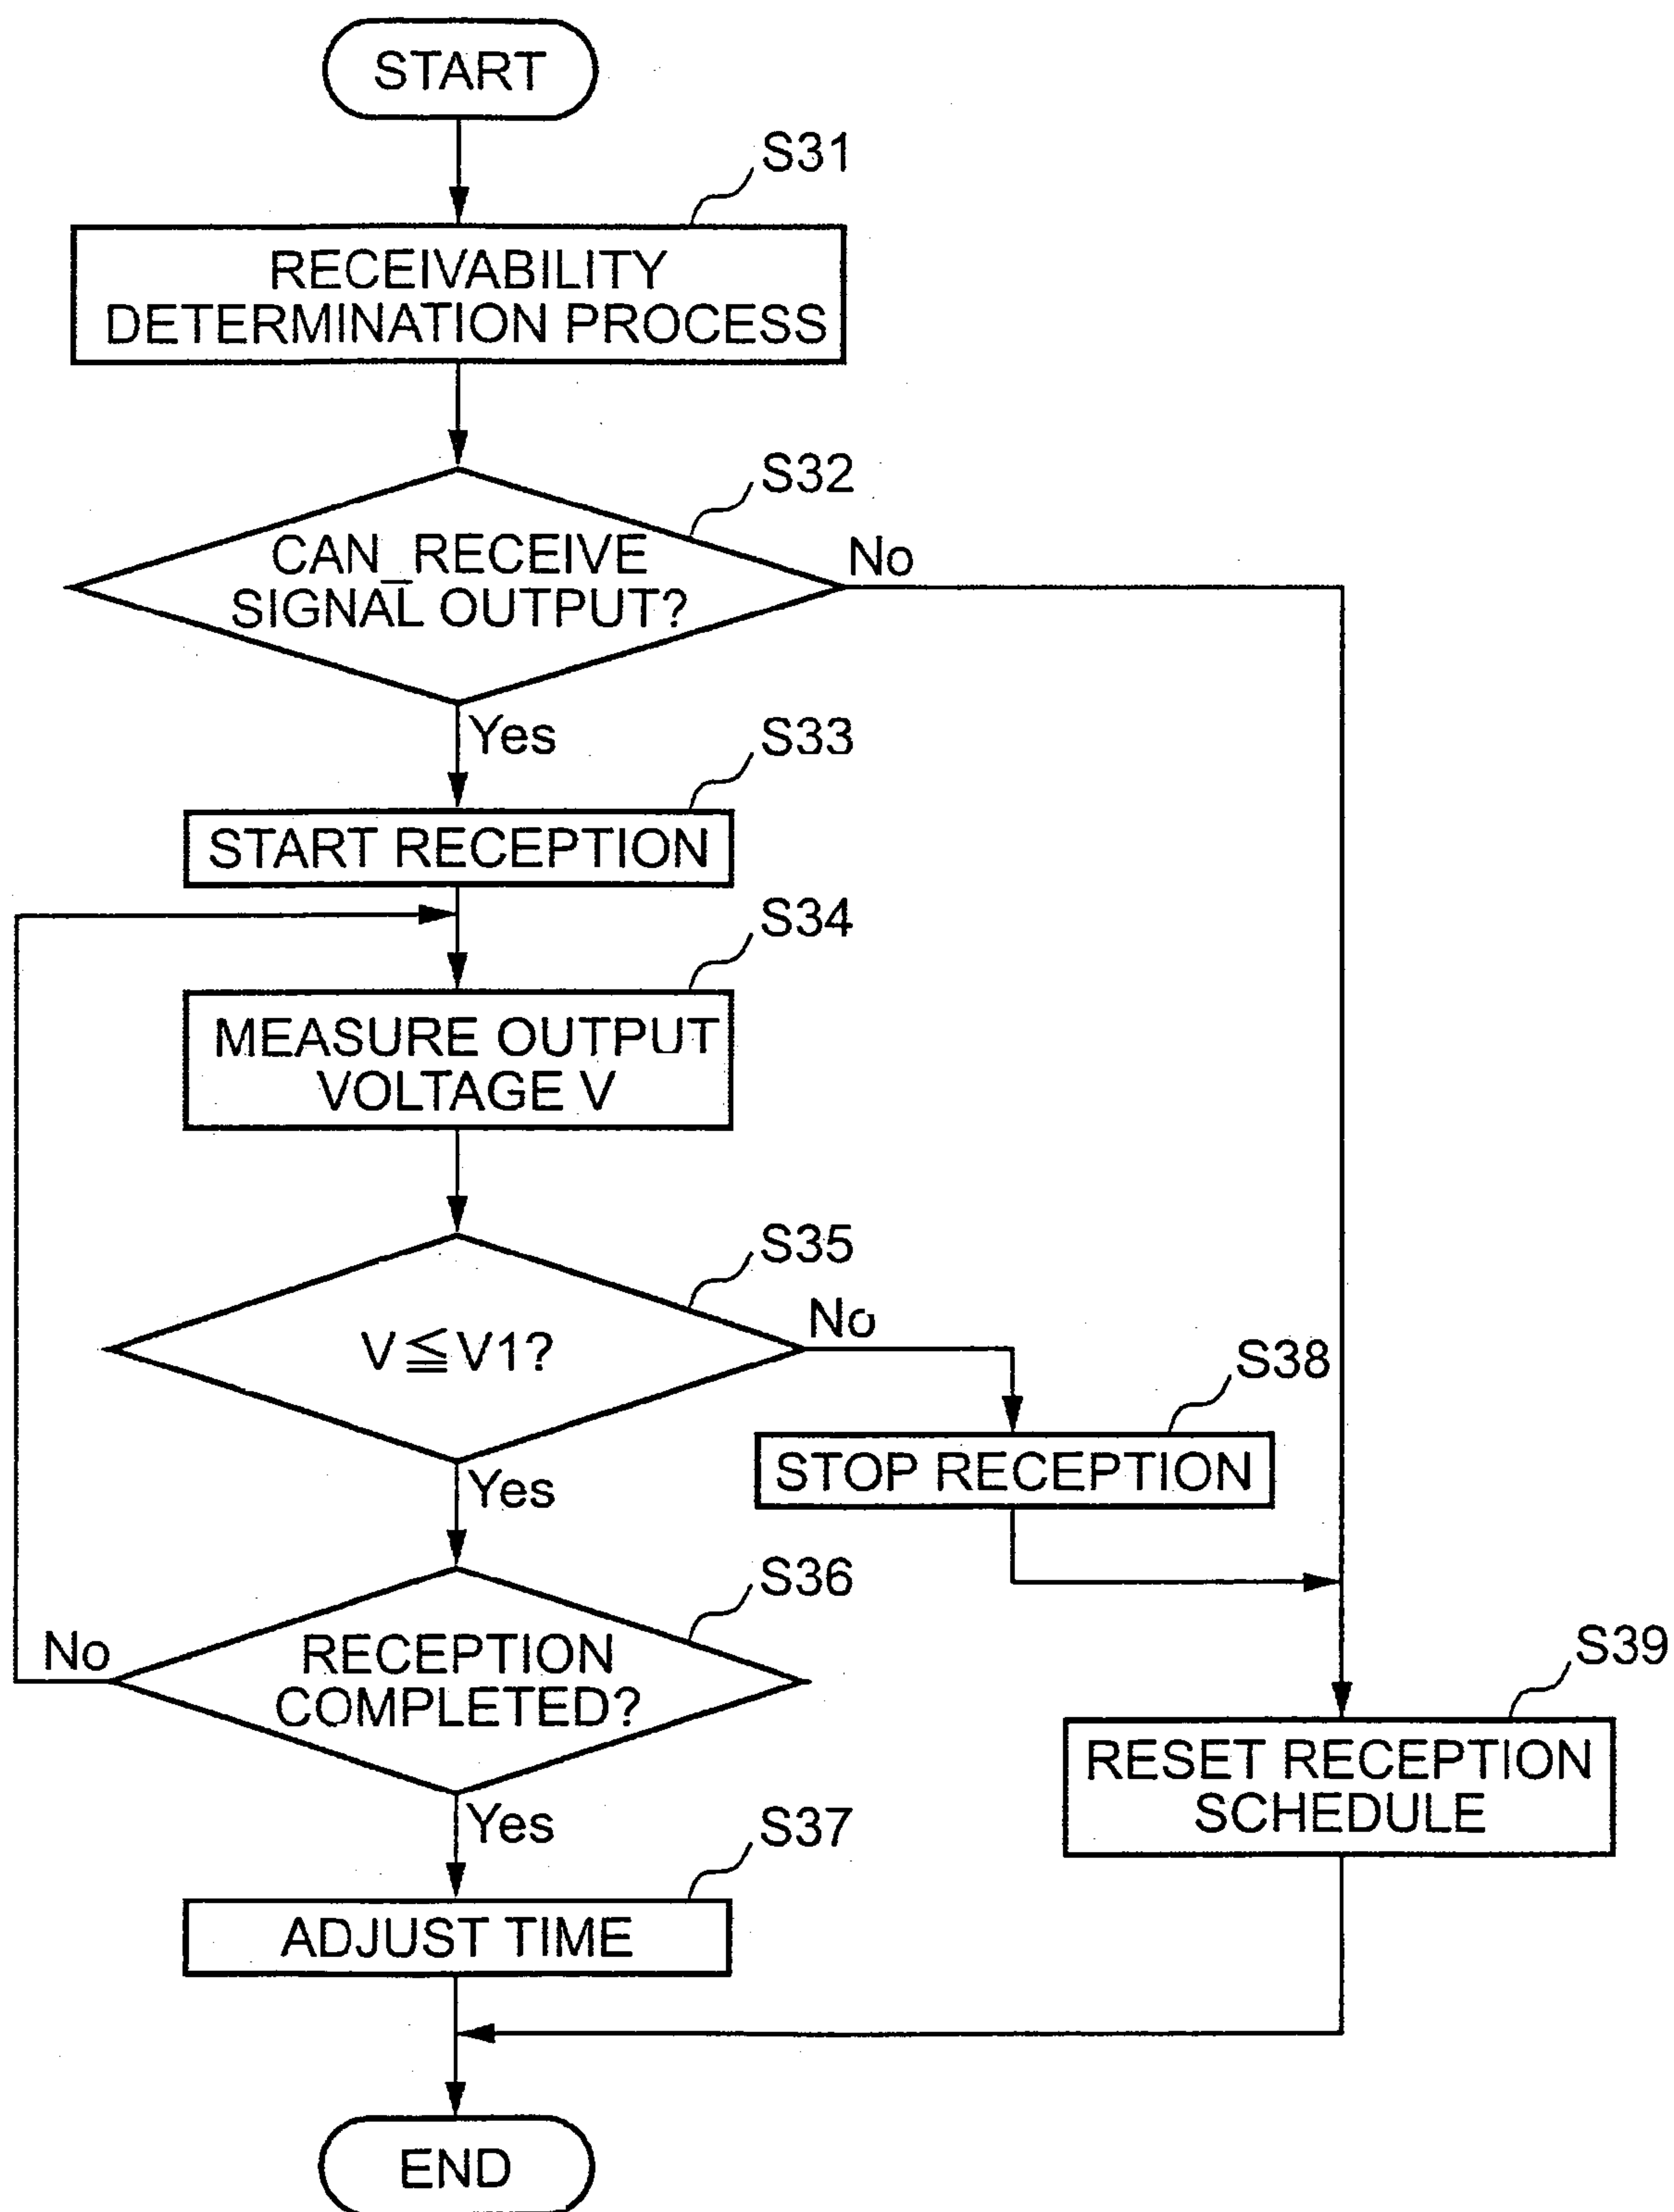 START
S31
RECEIVABILITY
DETERMINATION PROCESS
S32
CAN_RECEIVE
SIGNAL OUTPUT?
No
Yes
S33
START RECEPTION
S34
MEASURE OUTPUT
VOLTAGE V
S35
V≦V1?
No
Yes
S38
STOP RECEPTION
S36
RECEPTION
COMPLETED?
No
Yes
S39
RESET RECEPTION
SCHEDULE
S37
ADJUST TIME
END